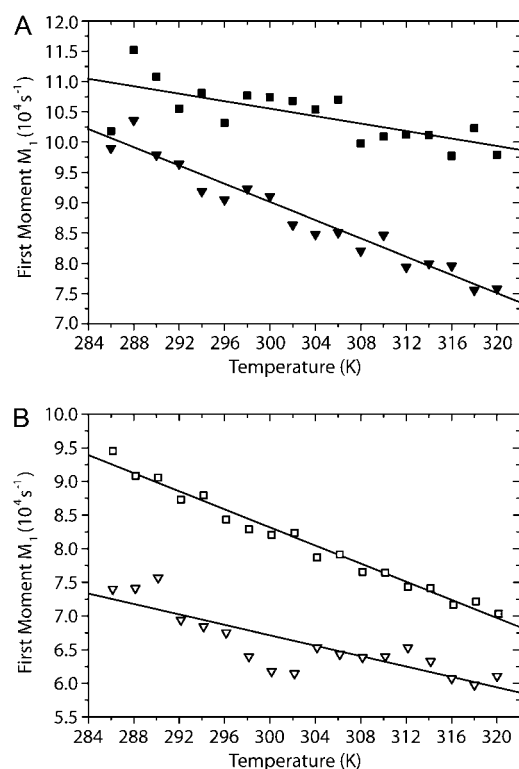 A
12.0
11.5
11.0
10.5
10.0
9.5
9.0
8.5
8.0
7.5
7.0
First Moment M₁ (10⁴ s⁻¹)
284 288 292 296 300 304 308 312 316 320
Temperature (K)
B
10.0
9.5
9.0
8.5
8.0
7.5
7.0
6.5
6.0
5.5
First Moment M₁ (10⁴ s⁻¹)
284 288 292 296 300 304 308 312 316 320
Temperature (K)